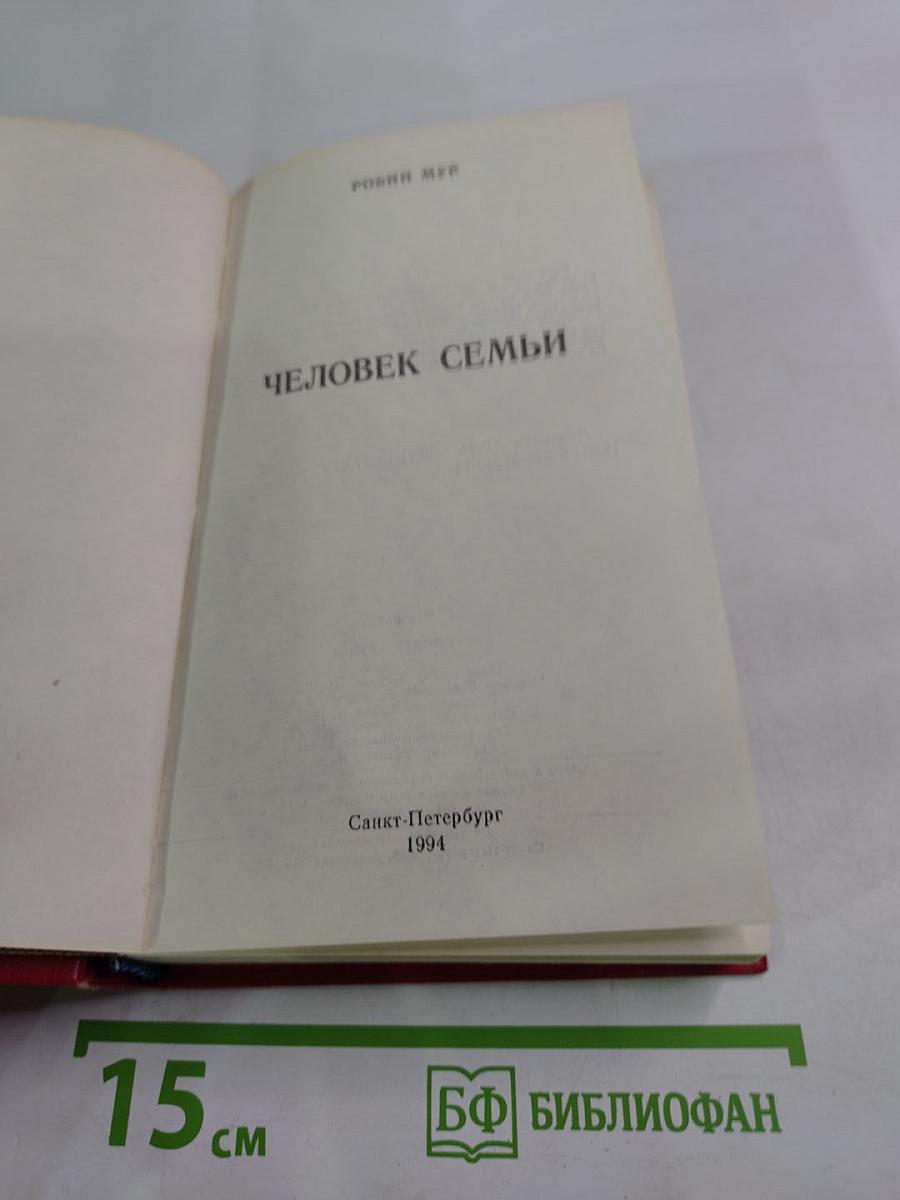 РОБИН МУР
ЧЕЛОВЕК СЕМЬИ
Санкт-Петербург
1994
15 см
БФ БИБЛИОФАН